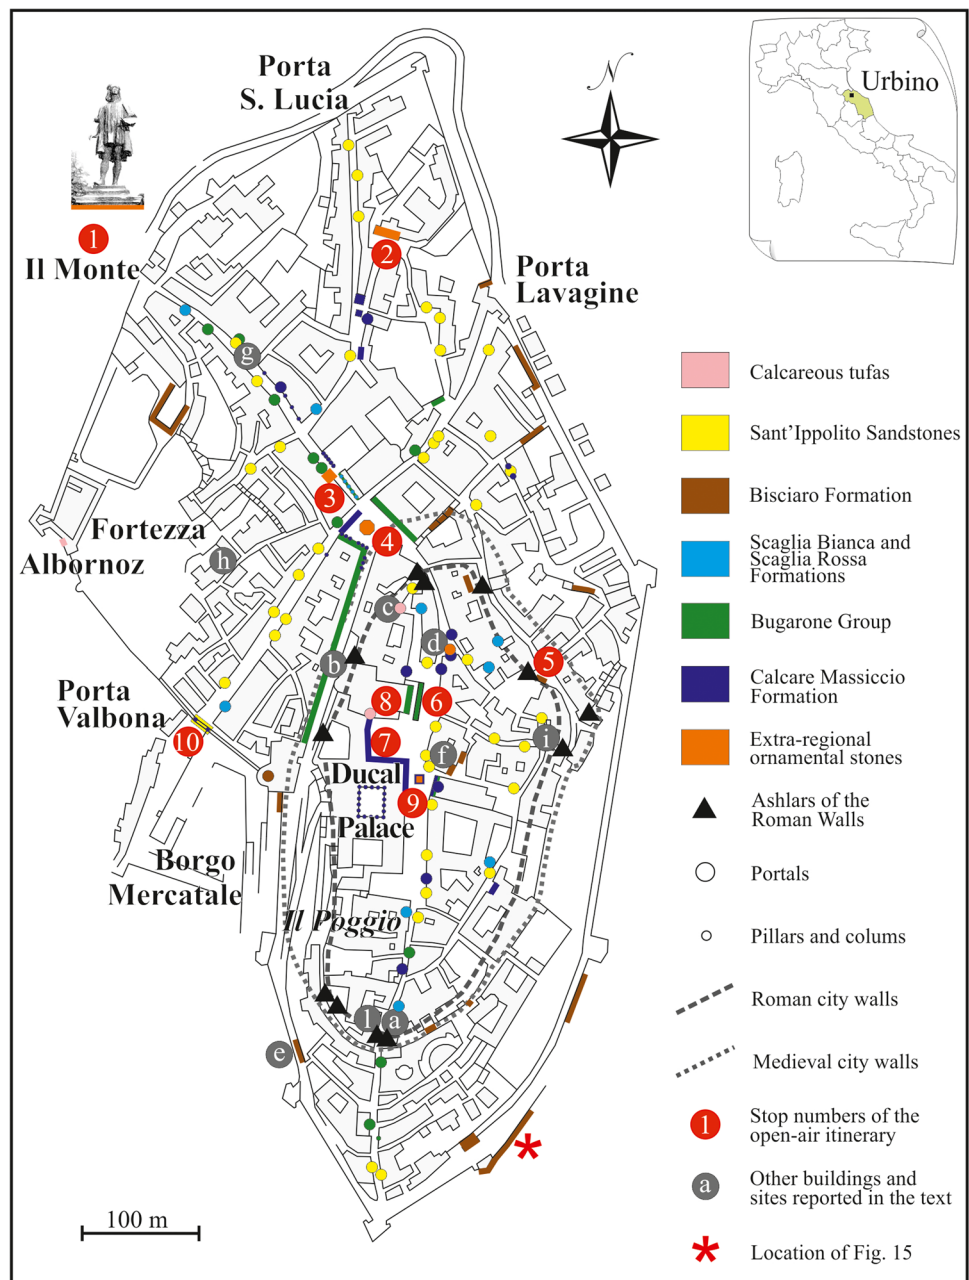 Porta
S. Lucia
N
Urbino
1
Il Monte
2
Porta
Lavagine
g
3
4
Fortezza
Albornoz
h
c
d
b
5
Porta
Valbona
8
6
10
7
f
i
Ducal
9
Palace
Borgo
Mercatale
Il Poggio
l
a
e
100 m
Calcareous tufas
Sant'Ippolito Sandstones
Bisciaro Formation
Scaglia Bianca and
Scaglia Rossa
Formations
Bugarone Group
Calcare Massiccio
Formation
Extra-regional
ornamental stones
Ashlars of the
Roman Walls
Portals
Pillars and colums
Roman city walls
Medieval city walls
1
Stop numbers of the
open-air itinerary
a
Other buildings and
sites reported in the text
Location of Fig. 15